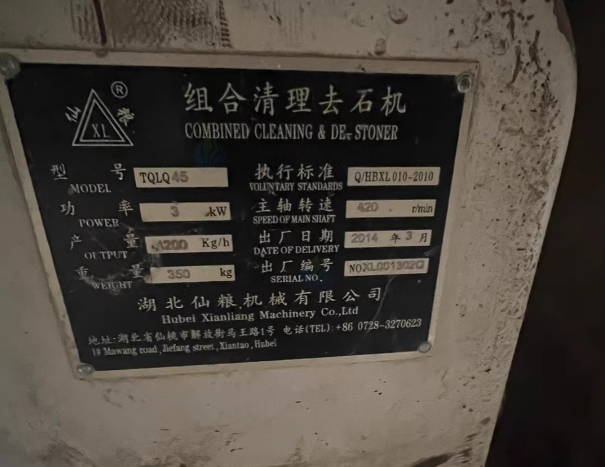 仙 粮 ®
XL
组合清理去石机
COMBINED CLEANING & DE-STONER
型 号 TQLQ45 执行标准 Q/HBXL010-2010
MODEL VOLUNTARY STANDARDS
功 率 3 kW 主轴转速 420 r/min
POWER SPEED OF MAIN SHAFT
产 量 4200 Kg/h 出厂日期 2014 年 3 月
OUTPUT DATE OF DELIVERY
重 量 350 kg 出厂编号 NOXL001302Q
WEIGHT SERIAL NO.
湖北仙粮机械有限公司
Hubei Xianliang Machinery Co.,Ltd
地址:湖北省仙桃市解放街马王路1号 电话(TEL):+86 0728-3270623
1# Mawang road, Jiefang street, Xiantao, Hubei